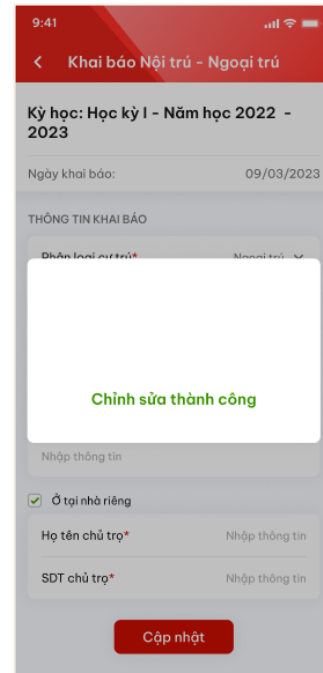 9:41
Khai báo Nội trú - Ngoại trú
Kỳ học: Học kỳ I - Năm học 2022 -
2023
Ngày khai báo: 09/03/2023
THÔNG TIN KHAI BÁO
Phân loại cư trú* Ngoại trú
Chỉnh sửa thành công
Nhập thông tin
Ở tại nhà riêng
Họ tên chủ trọ* Nhập thông tin
SDT chủ trọ* Nhập thông tin
Cập nhật